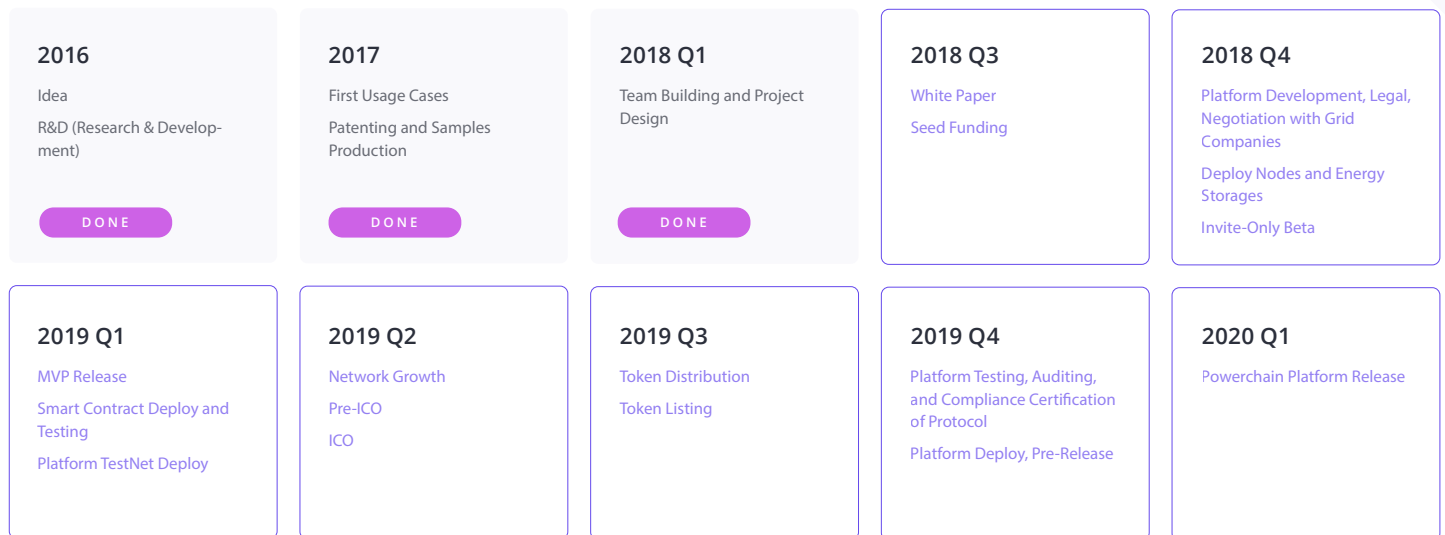 2016
Idea
R&D (Research & Develop-
ment)
DONE
2017
First Usage Cases
Patenting and Samples
Production
DONE
2018 Q1
Team Building and Project
Design
DONE
2018 Q3
White Paper
Seed Funding
2018 Q4
Platform Development, Legal,
Negotiation with Grid
Companies
Deploy Nodes and Energy
Storages
Invite-Only Beta
2019 Q1
MVP Release
Smart Contract Deploy and
Testing
Platform TestNet Deploy
2019 Q2
Network Growth
Pre-ICO
ICO
2019 Q3
Token Distribution
Token Listing
2019 Q4
Platform Testing, Auditing,
and Compliance Certification
of Protocol
Platform Deploy, Pre-Release
2020 Q1
Powerchain Platform Release